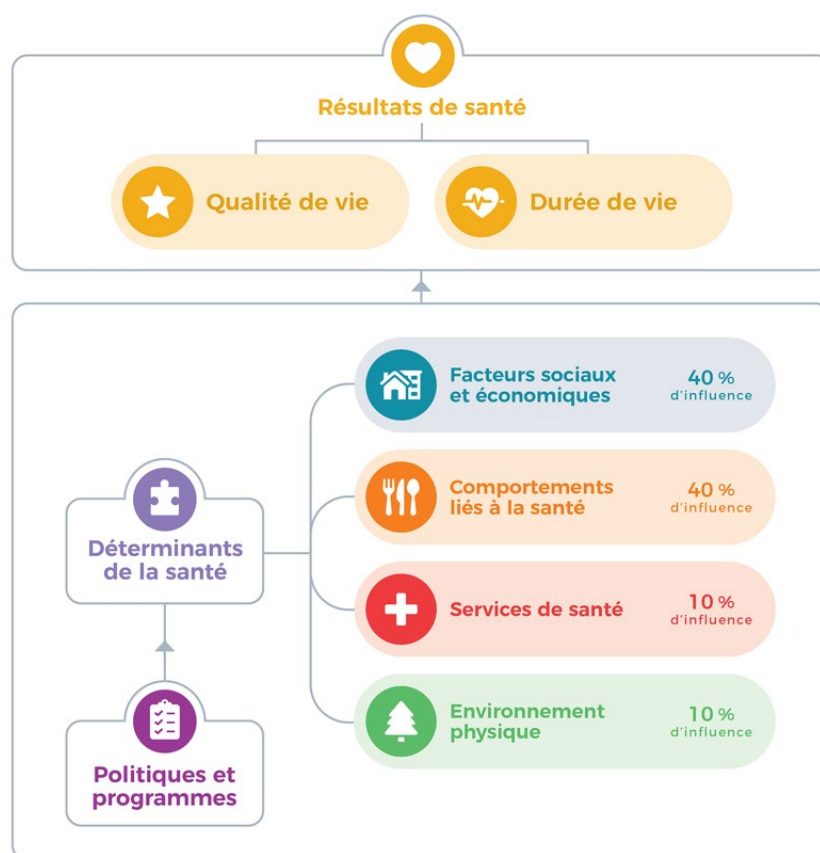 Résultats de santé
Qualité de vie
Durée de vie
Facteurs sociaux
et économiques
40 %
d'influence
Comportements
liés à la santé
40 %
d'influence
Déterminants
de la santé
Services de santé
10 %
d'influence
Environnement
physique
10 %
d'influence
Politiques et
programmes